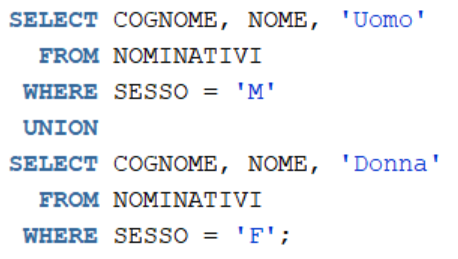 SELECT COGNOME, NOME, 'Uomo'
FROM NOMINATIVI
WHERE SESSO = 'M'
UNION
SELECT COGNOME, NOME, 'Donna'
FROM NOMINATIVI
WHERE SESSO = 'F';